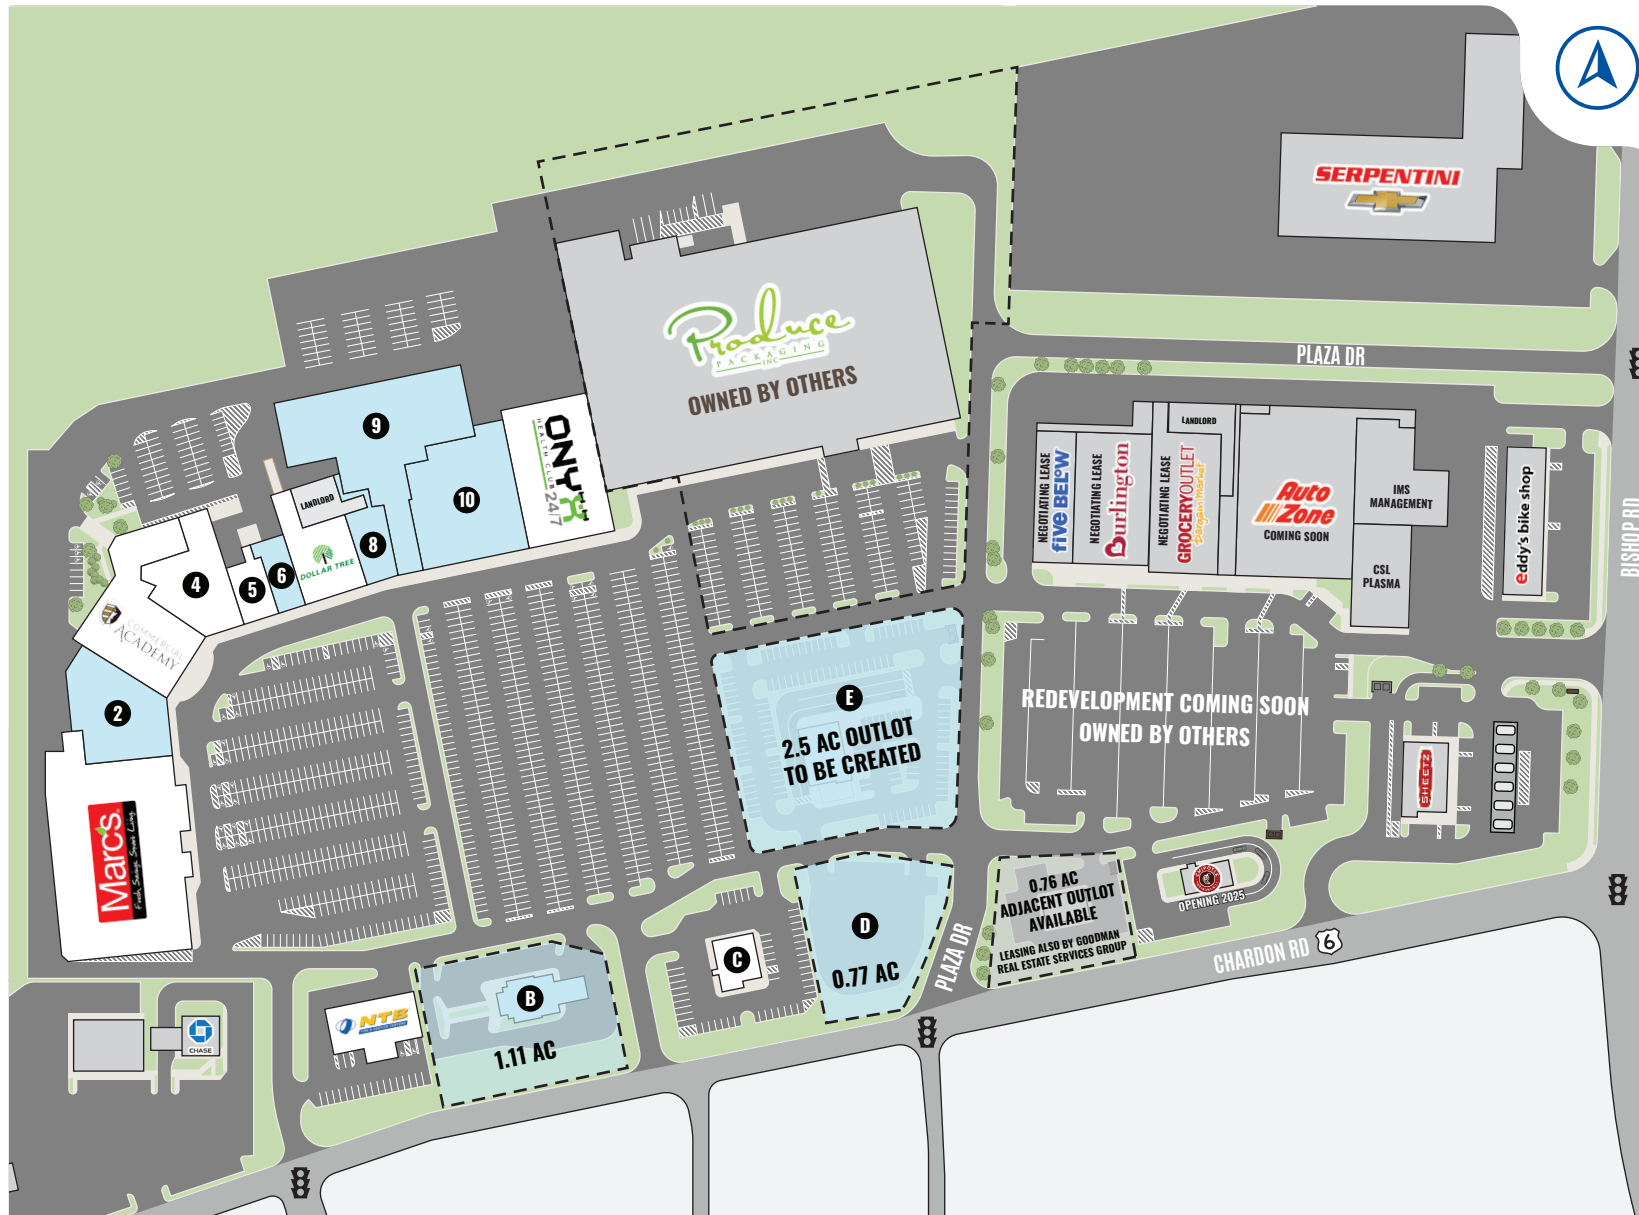 SERPENTINI
PLAZA DR
Produce
PACKAGING
INC
OWNED BY OTHERS
9
10
ONYX
HEALTH CLUB
24/7
LANDLORD
8
DOLLAR TREE
6
5
4
COMMERCIAL
ACADEMY
2
Marc's
NEGOTIATING LEASE
five BELOW
NEGOTIATING LEASE
Burlington
NEGOTIATING LEASE
GROCERY OUTLET
bargain market
LANDLORD
Auto
Zone
COMING SOON
IMS
MANAGEMENT
CSL
PLASMA
eddy's bike shop
BISHOP RD
E
2.5 AC OUTLOT
TO BE CREATED
REDEVELOPMENT COMING SOON
OWNED BY OTHERS
SHEETZ
CHIPOTLE
OPENING 2025
0.76 AC
ADJACENT OUTLOT
AVAILABLE
LEASING ALSO BY GOODMAN
REAL ESTATE SERVICES GROUP
D
0.77 AC
PLAZA DR
CHARDON RD
6
C
B
1.11 AC
NTB
CHASE